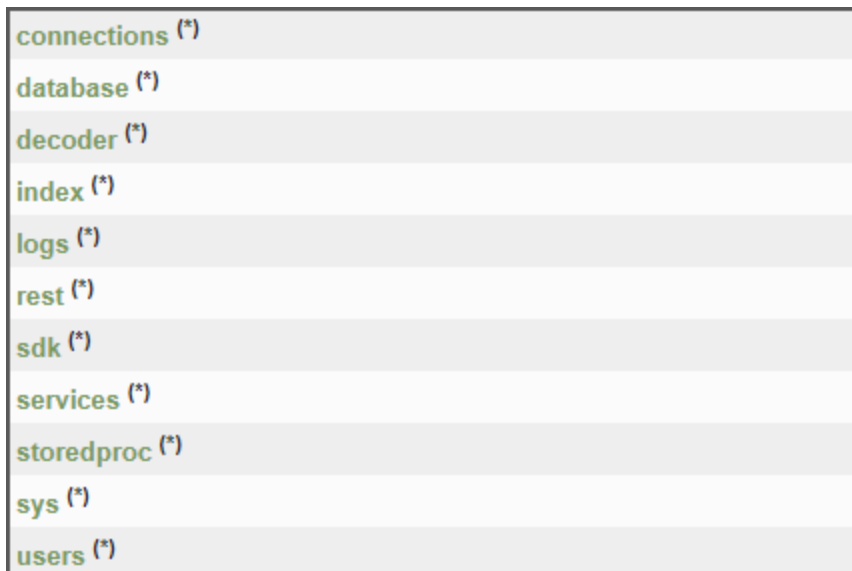 connections (*)
database (*)
decoder (*)
index (*)
logs (*)
rest (*)
sdk (*)
services (*)
storedproc (*)
sys (*)
users (*)